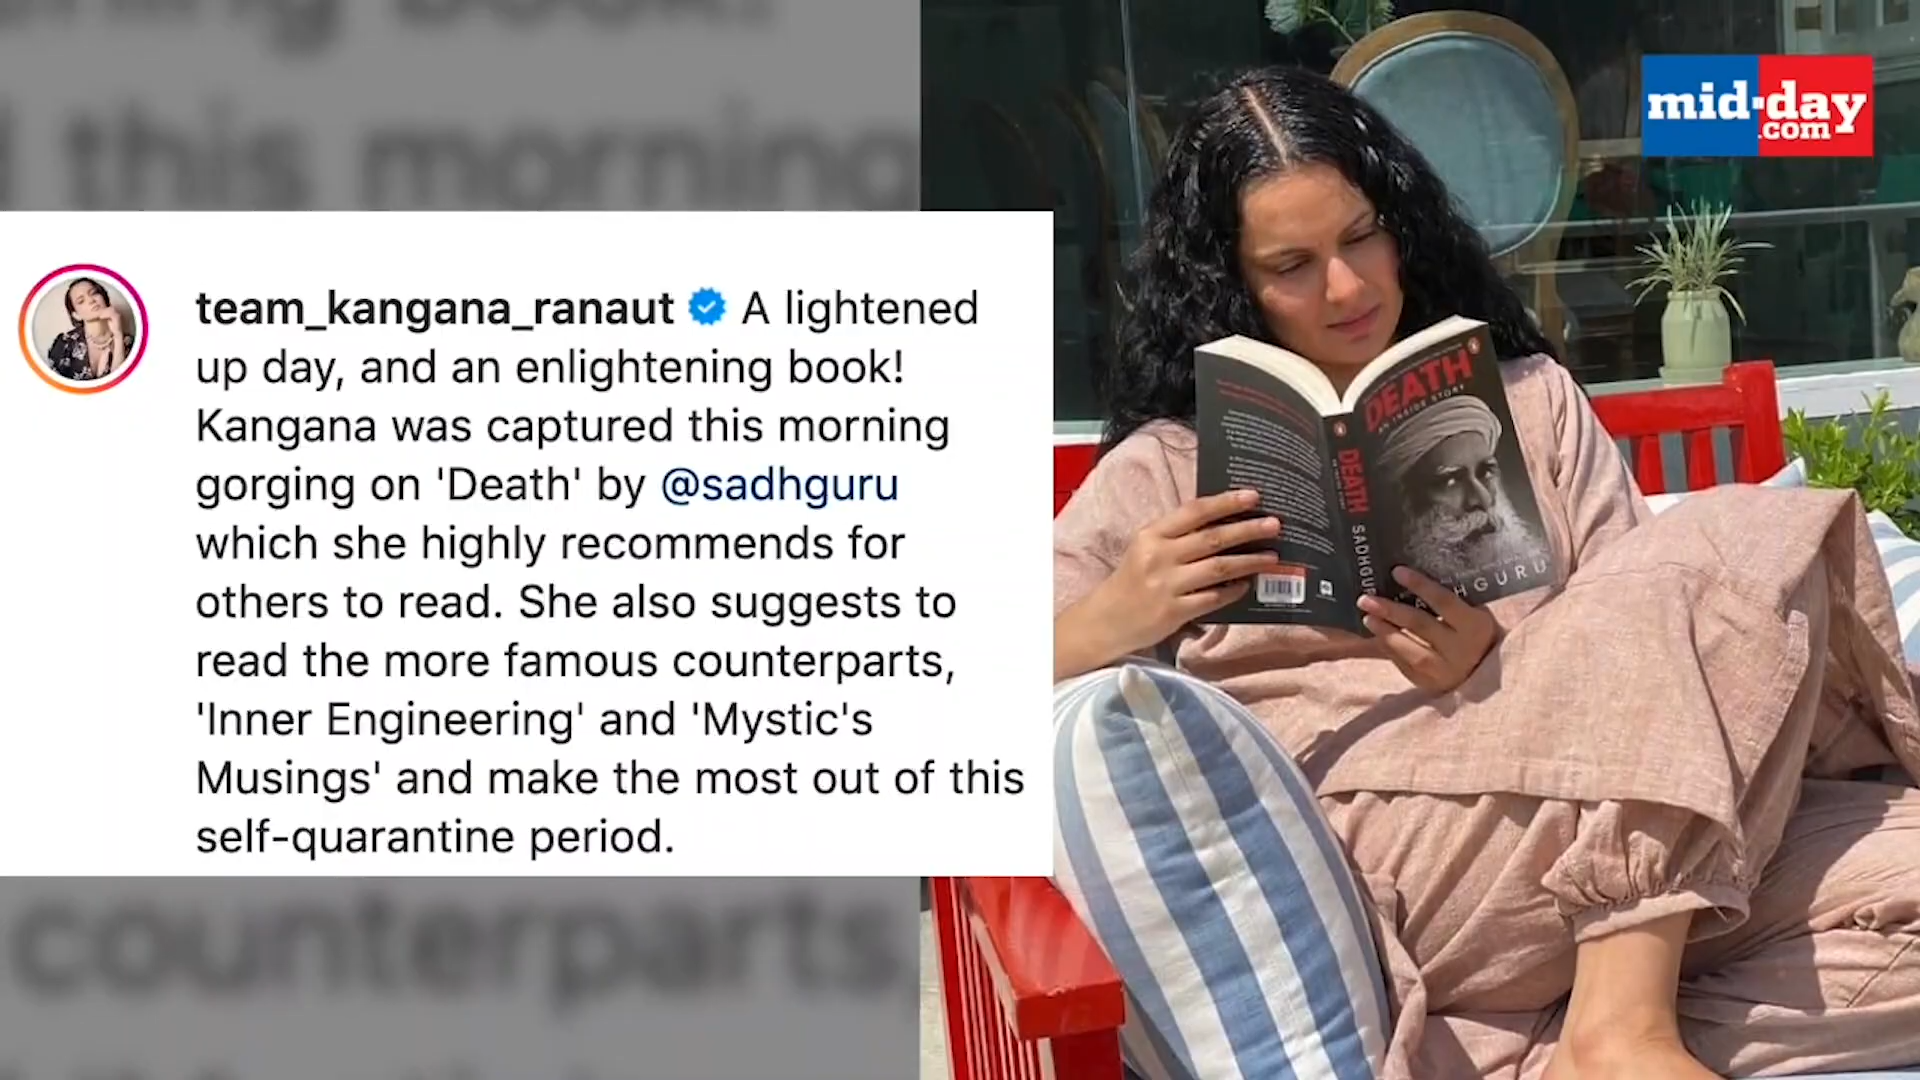 ning book!
this morning
mid-day
.com
team_kangana_ranaut A lightened
up day, and an enlightening book!
Kangana was captured this morning
gorging on 'Death' by @sadhguru
which she highly recommends for
others to read. She also suggests to
read the more famous counterparts,
'Inner Engineering' and 'Mystic's
Musings' and make the most out of this
self-quarantine period.
DEATH
AN INSIDE STORY
DEATH
SADHGURU
counterparts,